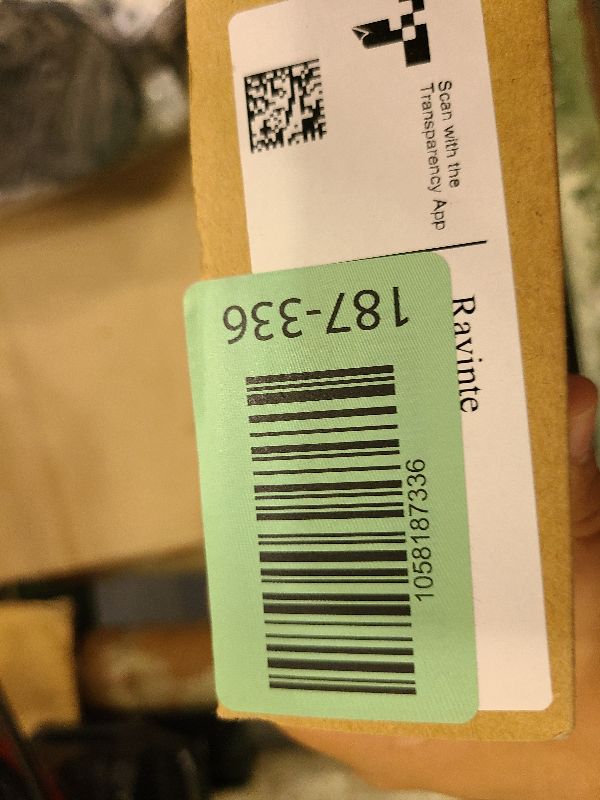 Scan with the
Transparency App
Ravinte
187-336
1058187336